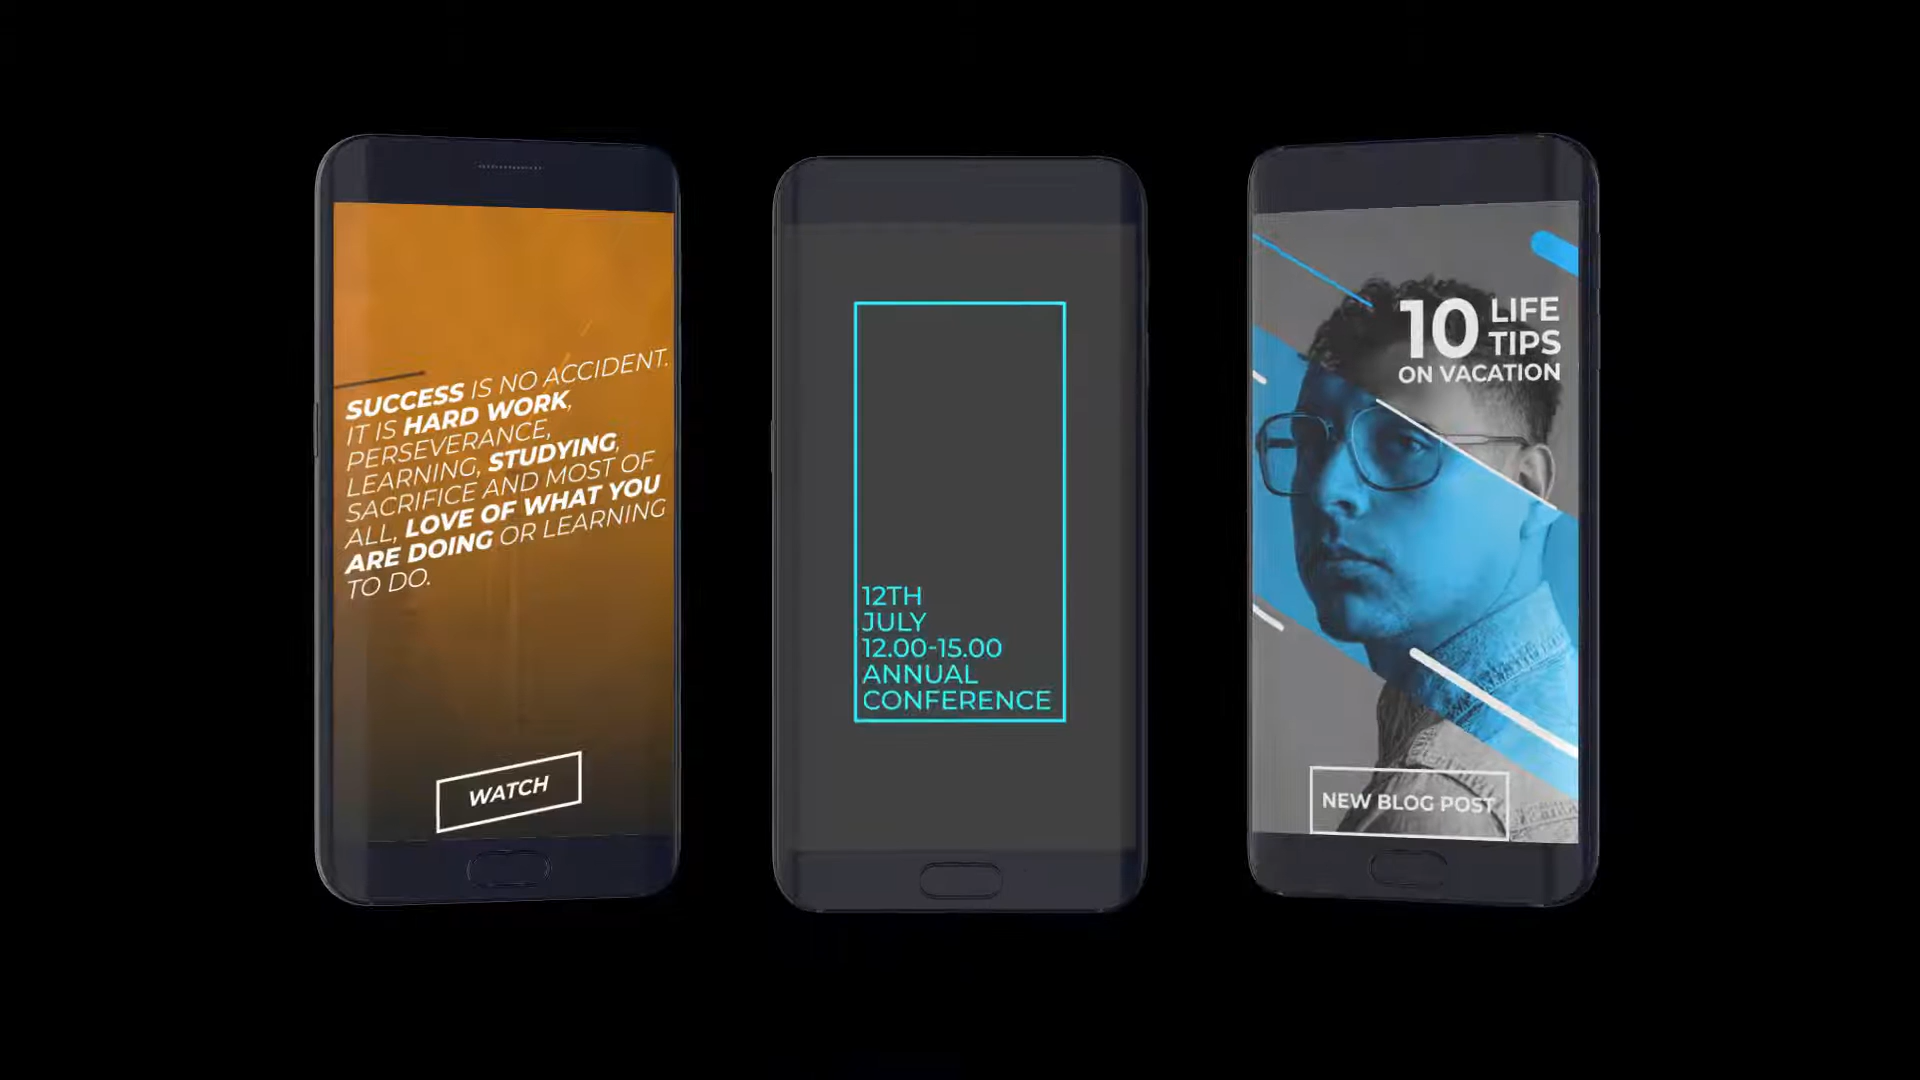 SUCCESS IS NO ACCIDENT.
IT IS HARD WORK,
PERSEVERANCE,
LEARNING, STUDYING,
SACRIFICE AND MOST OF
ALL, LOVE OF WHAT YOU
ARE DOING OR LEARNING
TO DO.
WATCH
12TH
JULY
12.00-15.00
ANNUAL
CONFERENCE
10 LIFE
TIPS
ON VACATION
NEW BLOG POST